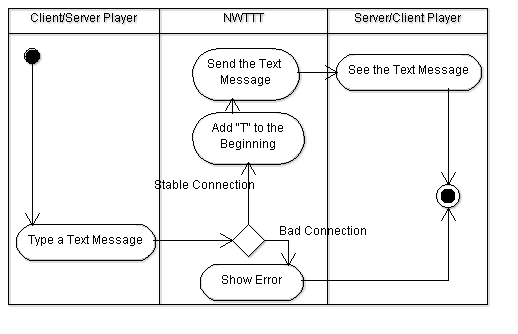 Client/Server Player
NWTTT
Server/Client Player
Send the Text
Message
See the Text Message
Add "T" to the
Beginning
Stable Connection
Type a Text Message
Bad Connection
Show Error